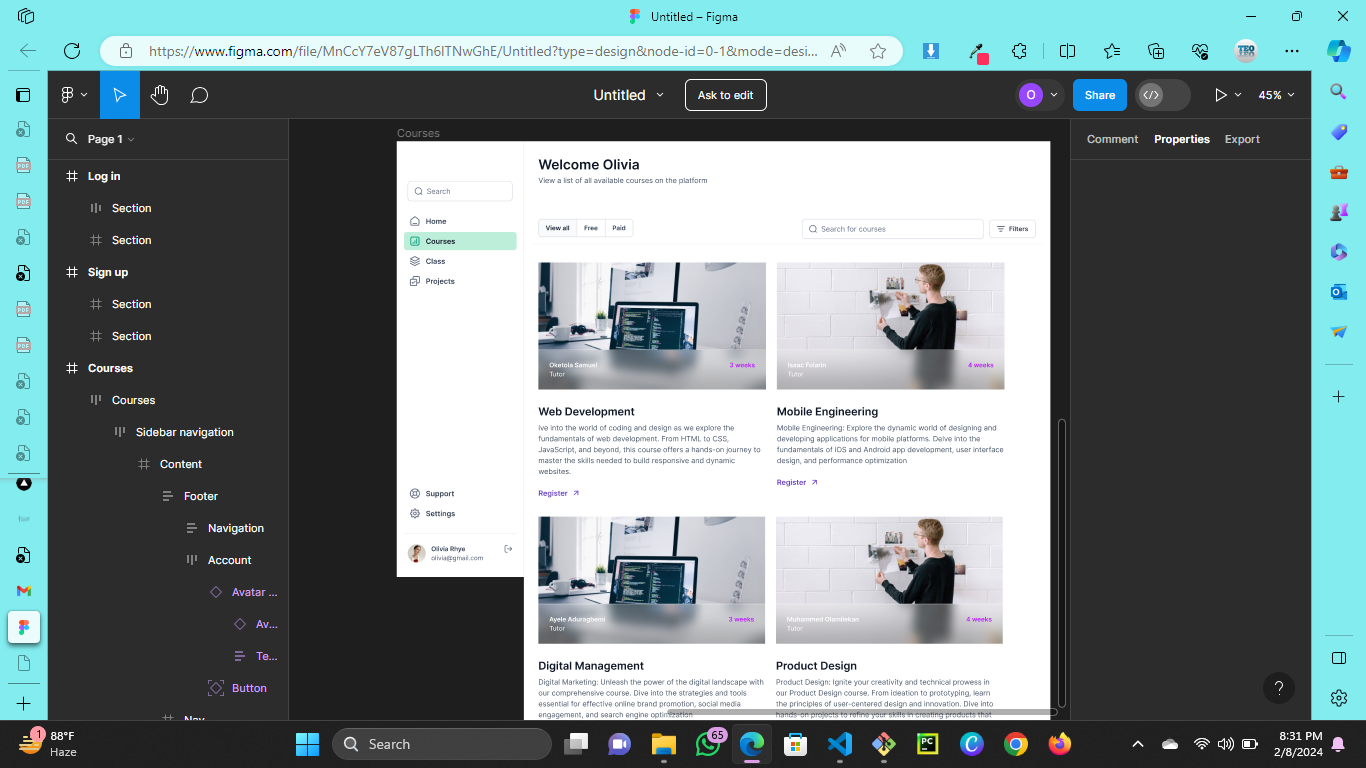 Untitled – Figma
https://www.figma.com/file/MnCcY7eV87gLTh6ITNwGhE/Untitled?type=design&node-id=0-1&mode=desi...
Untitled
Ask to edit
O
Share
45%
Page 1
Comment
Properties
Export
Log in
Section
Section
Sign up
Section
Section
Courses
Courses
Sidebar navigation
Content
Footer
Navigation
Account
Avatar ...
Av...
Te...
Button
Nav
Courses
Search
Home
Courses
Class
Projects
Support
Settings
Olivia Rhye
olivia@gmail.com
Welcome Olivia
View a list of all available courses on the platform
View all
Free
Paid
Search for courses
Filters
Oketola Samuel
Tutor
3 weeks
Isaac Folarin
Tutor
4 weeks
Web Development
ive into the world of coding and design as we explore the
fundamentals of web development. From HTML to CSS,
JavaScript, and beyond, this course offers a hands-on journey to
master the skills needed to build responsive and dynamic
websites.
Register
Mobile Engineering
Mobile Engineering: Explore the dynamic world of designing and
developing applications for mobile platforms. Delve into the
fundamentals of iOS and Android app development, user interface
design, and performance optimization
Register
Ayele Aduragbemi
Tutor
3 weeks
Muhammed Olamilekan
Tutor
4 weeks
Digital Management
Digital Marketing: Unleash the power of the digital landscape with
our comprehensive course. Dive into the strategies and tools
essential for effective online brand promotion, social media
engagement, and search engine optimization
Product Design
Product Design: Ignite your creativity and technical prowess in
our Product Design course. From ideation to prototyping, learn
the principles of user-centered design and innovation. Dive into
hands-on projects to refine your skills in creating products that
?
1
88°F
Haze
Search
65
8:31 PM
2/8/2024